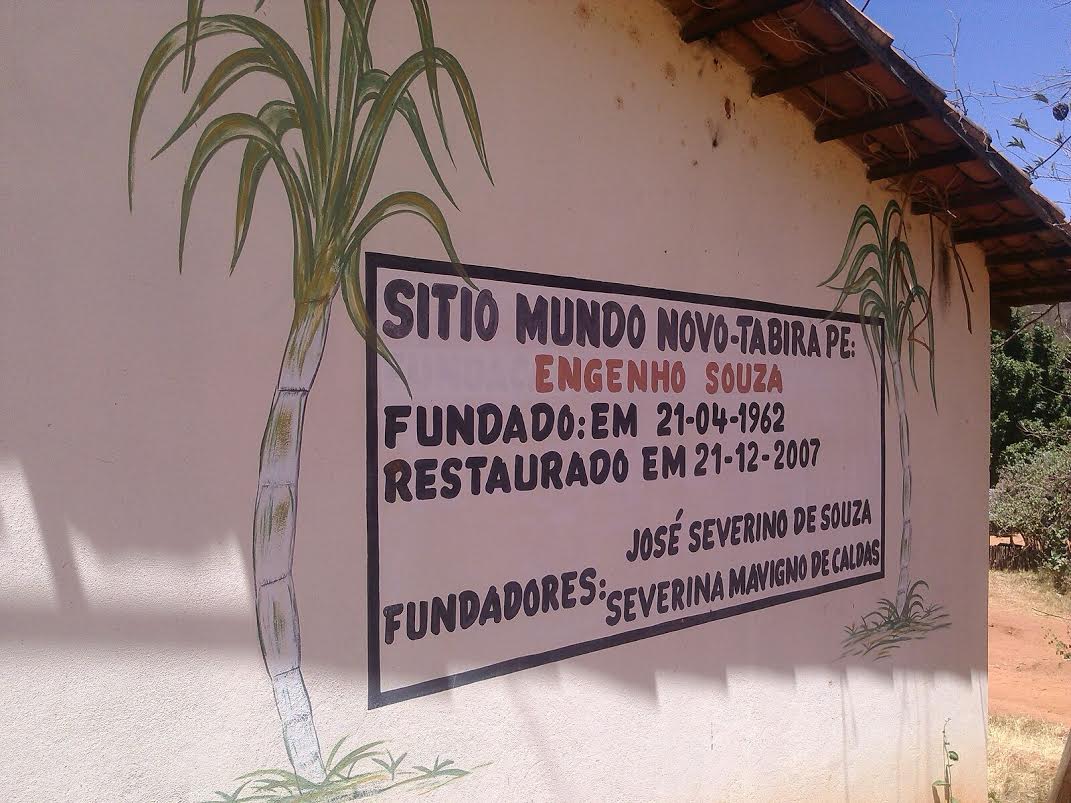 SITIO MUNDO NOVO-TABIRA PE:
ENGENHO SOUZA
FUNDADO: EM 21-04-1962
RESTAURADO EM 21-12-2007
JOSÉ SEVERINO DE SOUZA
FUNDADORES: SEVERINA MAVIGNO DE CALDAS